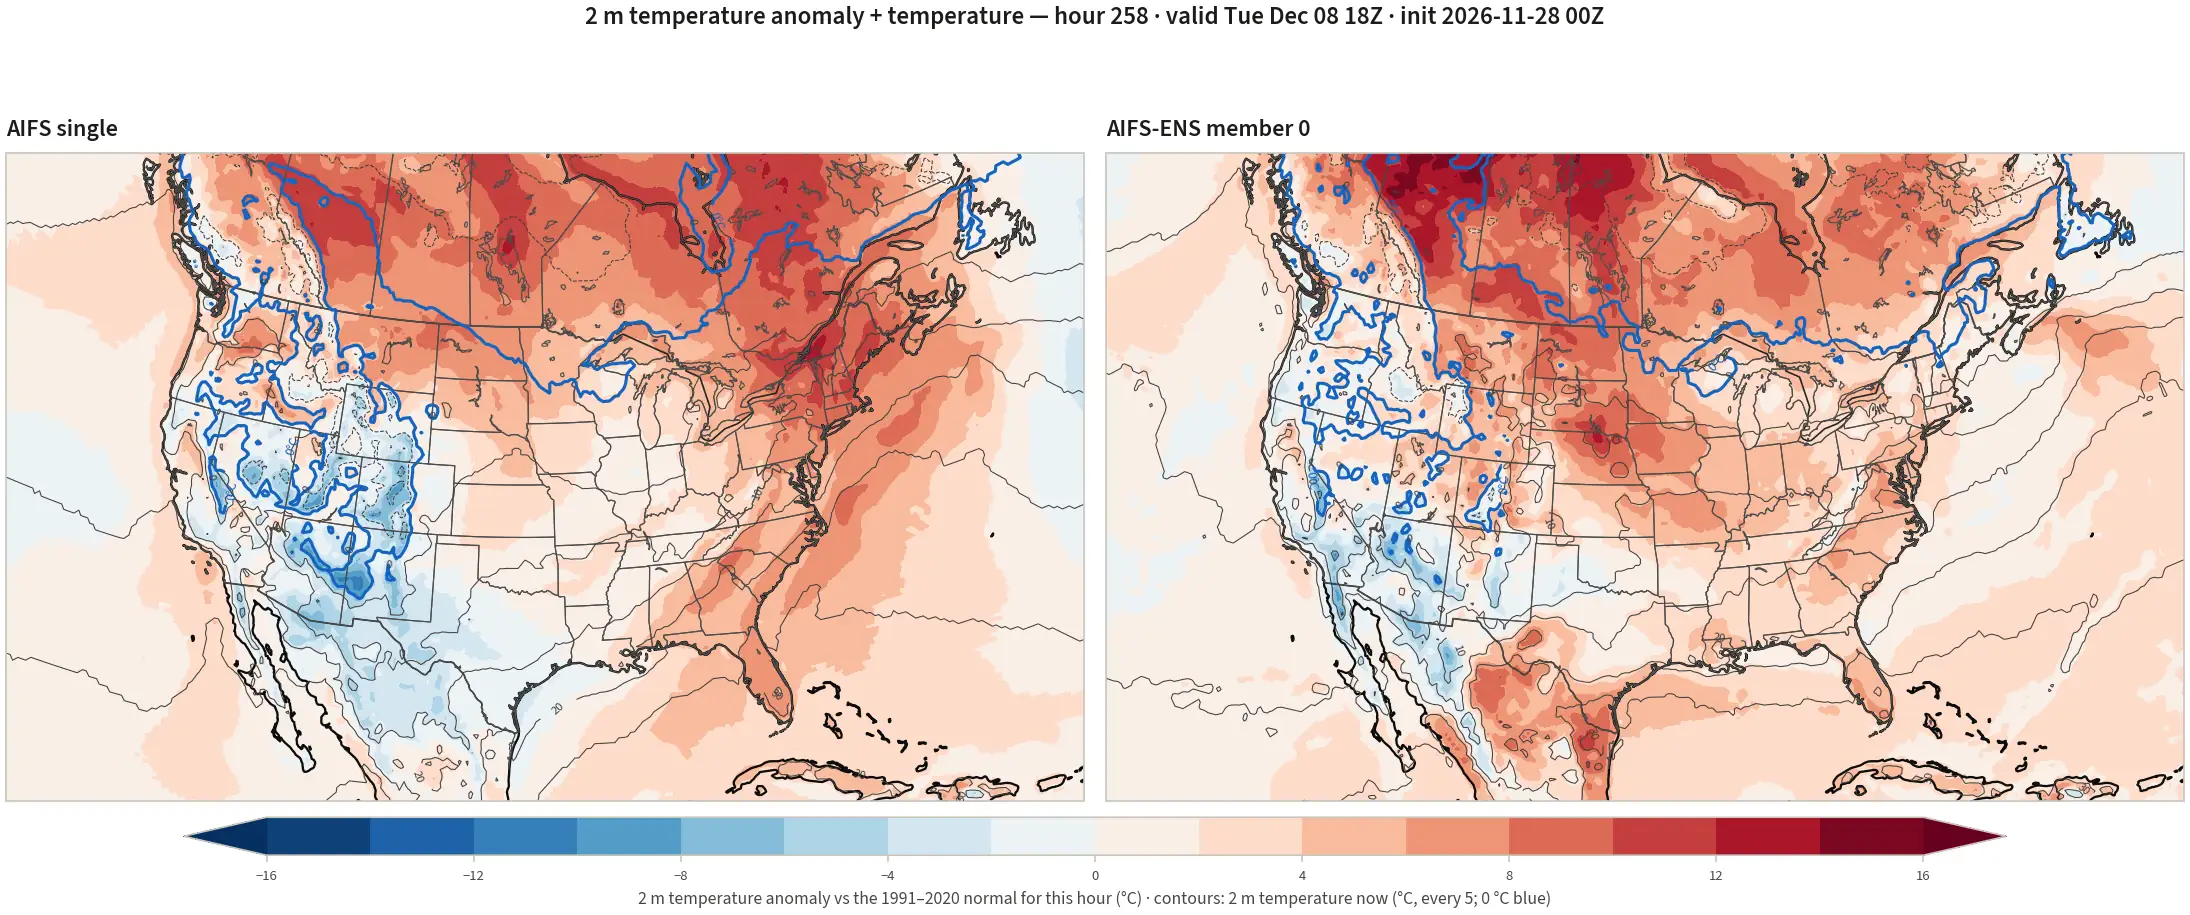 2 m temperature anomaly + temperature — hour 258 · valid Tue Dec 08 18Z · init 2026-11-28 00Z
AIFS single
AIFS-ENS member 0
−16 −12 −8 −4 0 4 8 12 16
2 m temperature anomaly vs the 1991–2020 normal for this hour (°C) · contours: 2 m temperature now (°C, every 5; 0 °C blue)